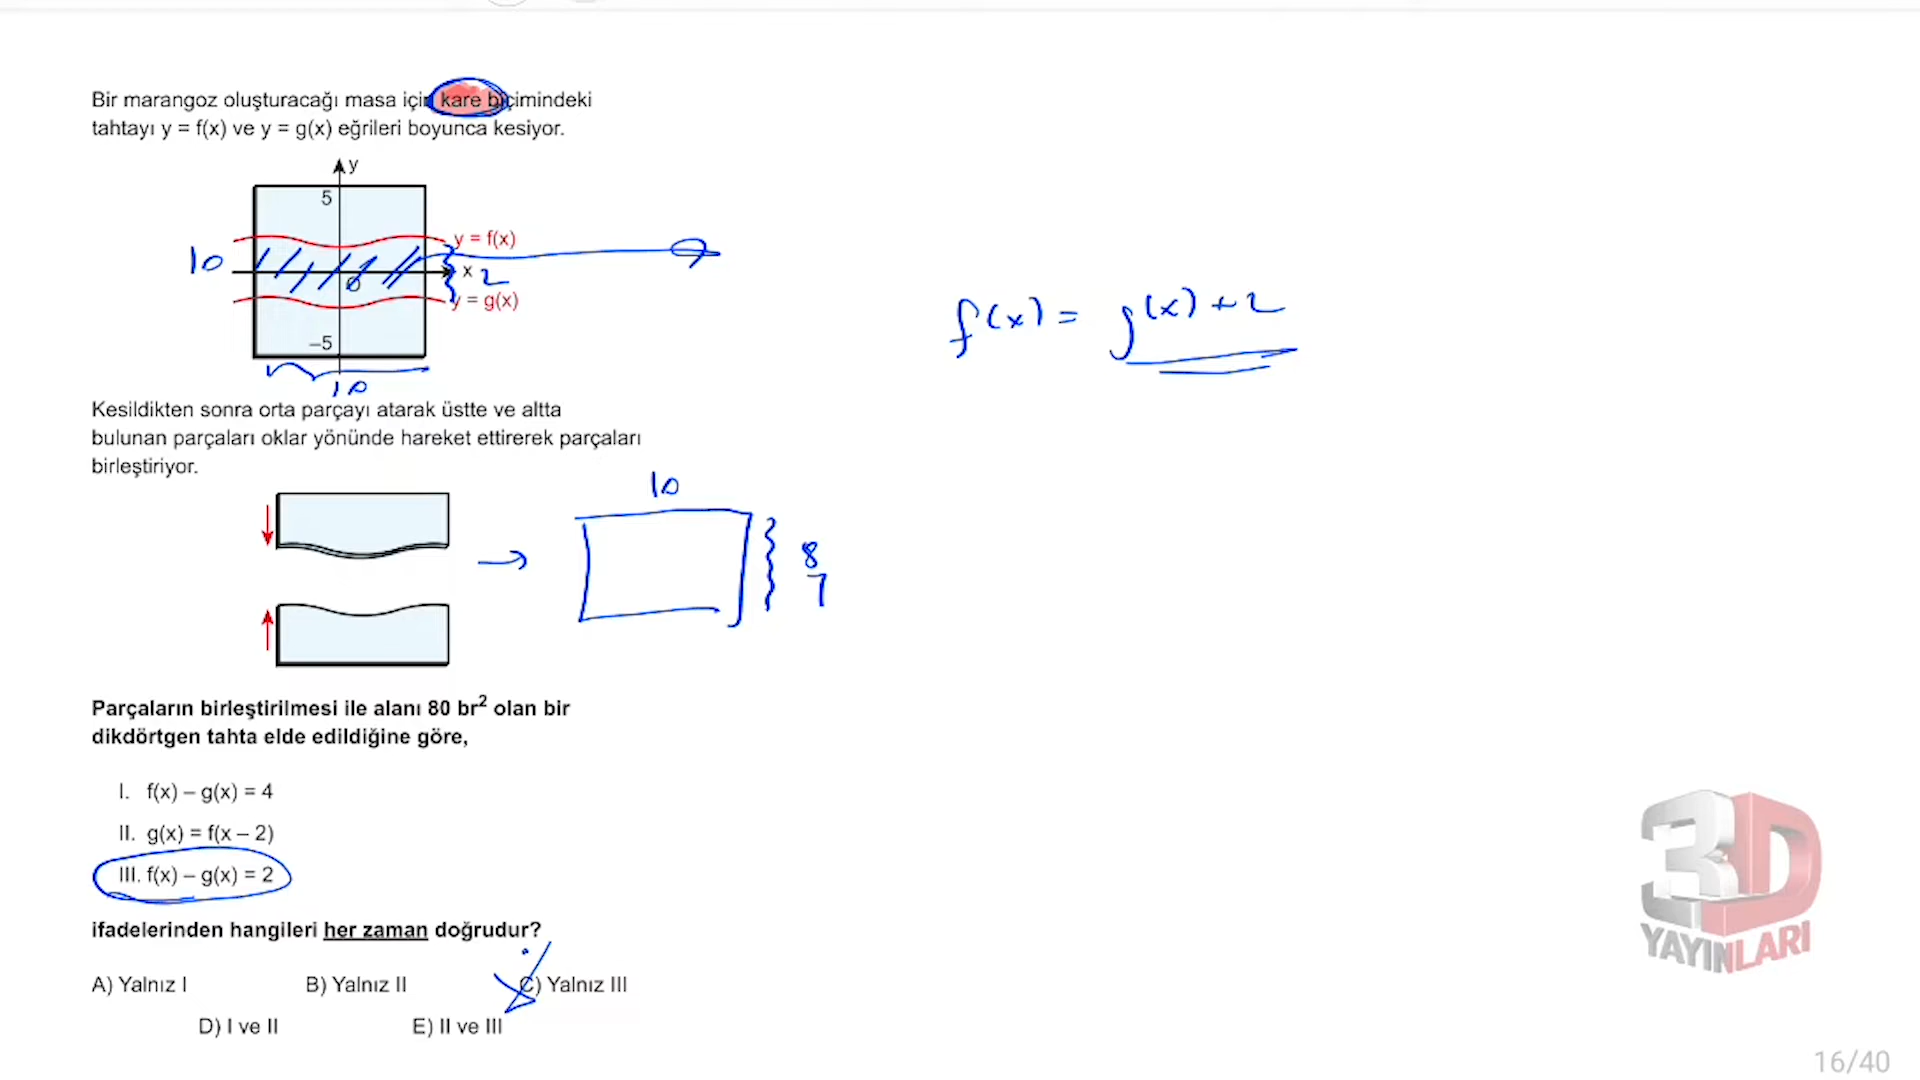 Bir marangoz oluşturacağı masa için kare biçimindeki
tahtayı y = f(x) ve y = g(x) eğrileri boyunca kesiyor.
y
5
y = f(x)
10
x 2
0
y = g(x)
–5
10
f(x) = g(x) + 2
Kesildikten sonra orta parçayı atarak üstte ve altta
bulunan parçaları oklar yönünde hareket ettirerek parçaları
birleştiriyor.
10
8
7
Parçaların birleştirilmesi ile alanı 80 br² olan bir
dikdörtgen tahta elde edildiğine göre,
I. f(x) – g(x) = 4
II. g(x) = f(x – 2)
III. f(x) – g(x) = 2
ifadelerinden hangileri her zaman doğrudur?
A) Yalnız I B) Yalnız II C) Yalnız III
D) I ve II E) II ve III
3D
YAYINLARI
16/40